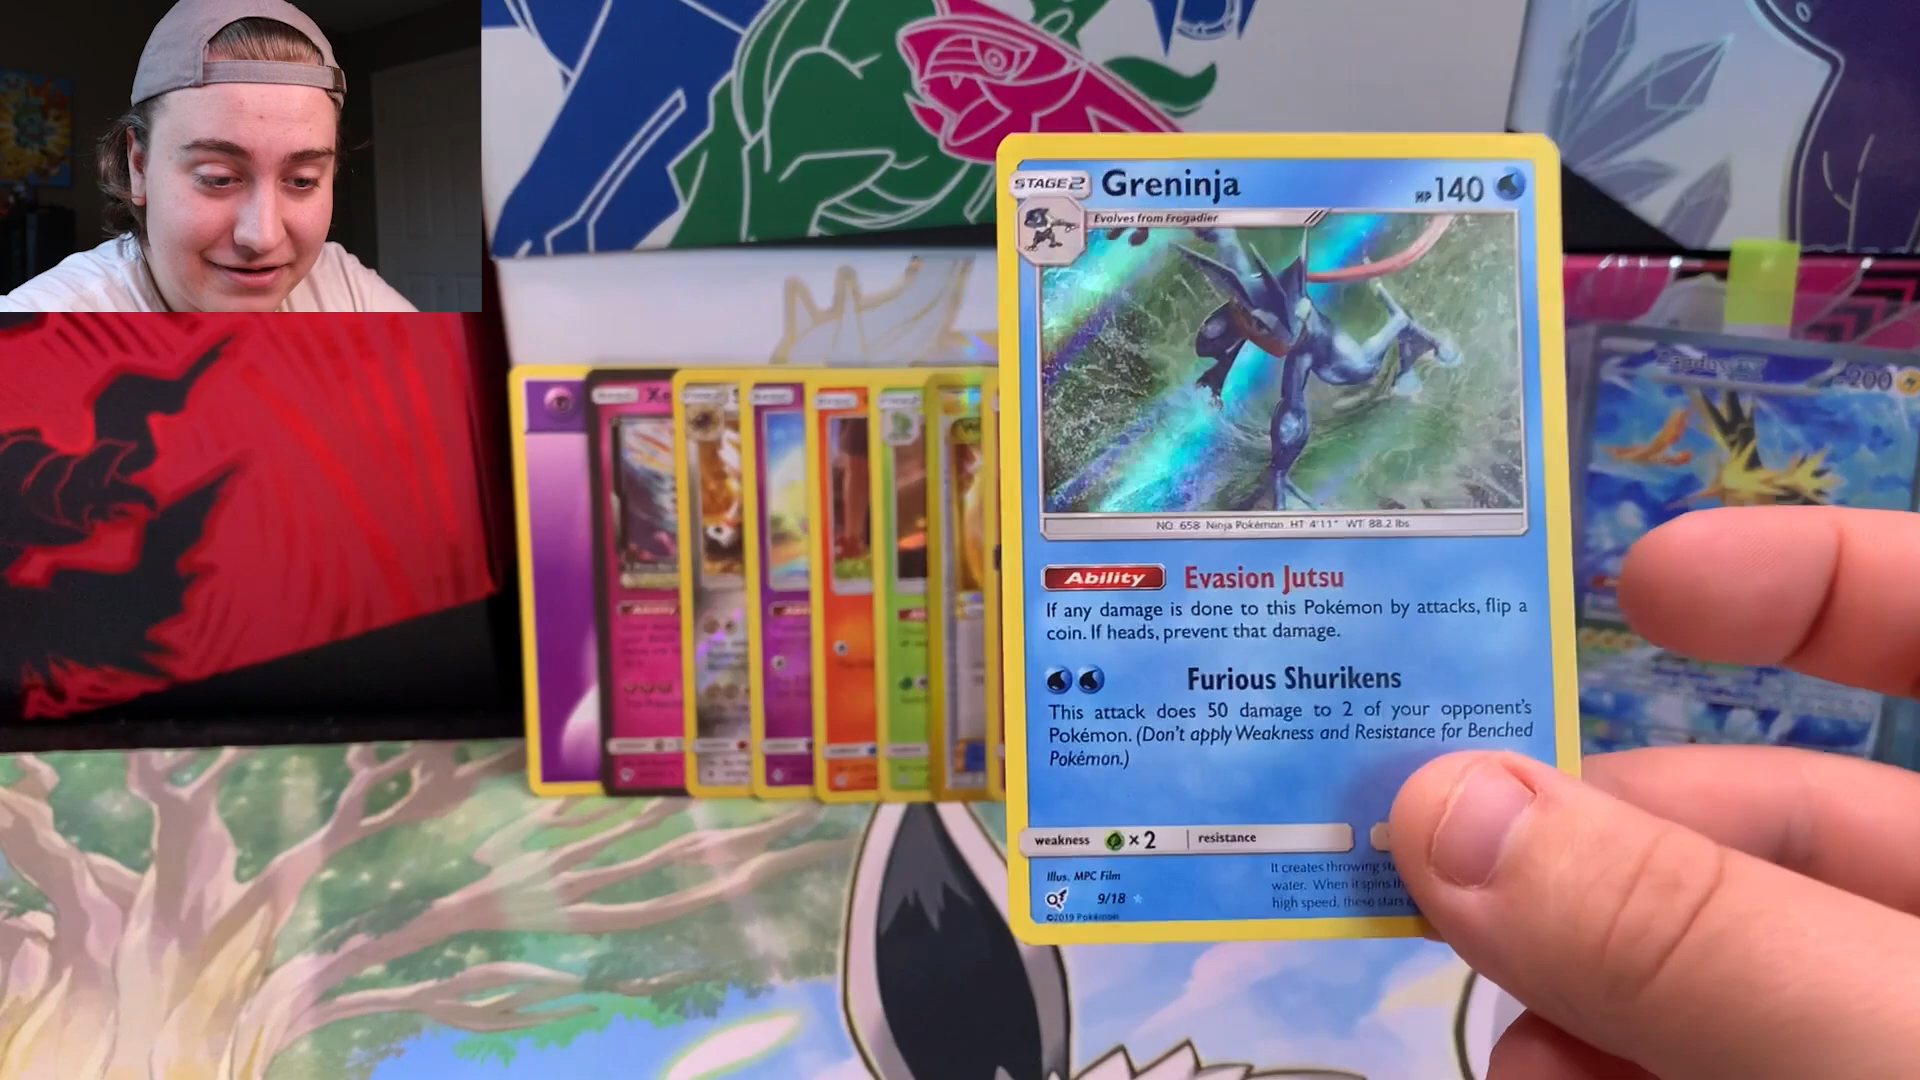 STAGE 2 Greninja HP 140
Evolves from Frogadier
NO. 658 Ninja Pokémon HT 4'11" WT 88.2 lbs.
Ability Evasion Jutsu
If any damage is done to this Pokémon by attacks, flip a
coin. If heads, prevent that damage.
Furious Shurikens
This attack does 50 damage to 2 of your opponent's
Pokémon. (Don't apply Weakness and Resistance for Benched
Pokémon.)
weakness ×2 resistance
It creates throwing
Illus. MPC Film
water. When it spins
9/18
high speed, these stars
©2019 Pokémon
200